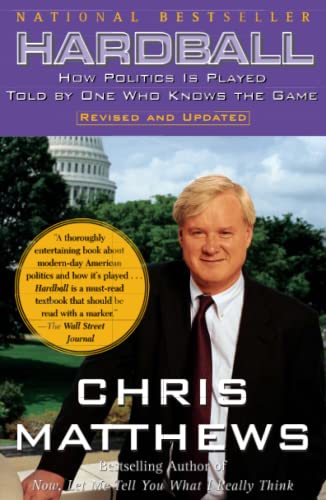 NATIONAL BESTSELLER
HARDBALL
HOW POLITICS IS PLAYED
TOLD BY ONE WHO KNOWS THE GAME
REVISED AND UPDATED
"A thoroughly
entertaining book about
modern-day American
politics and how it's played . . .
Hardball is a must-read
textbook that should be
read with a marker."
—The Wall Street
Journal
CHRIS
MATTHEWS
Bestselling Author of
Now, Let Me Tell You What I Really Think